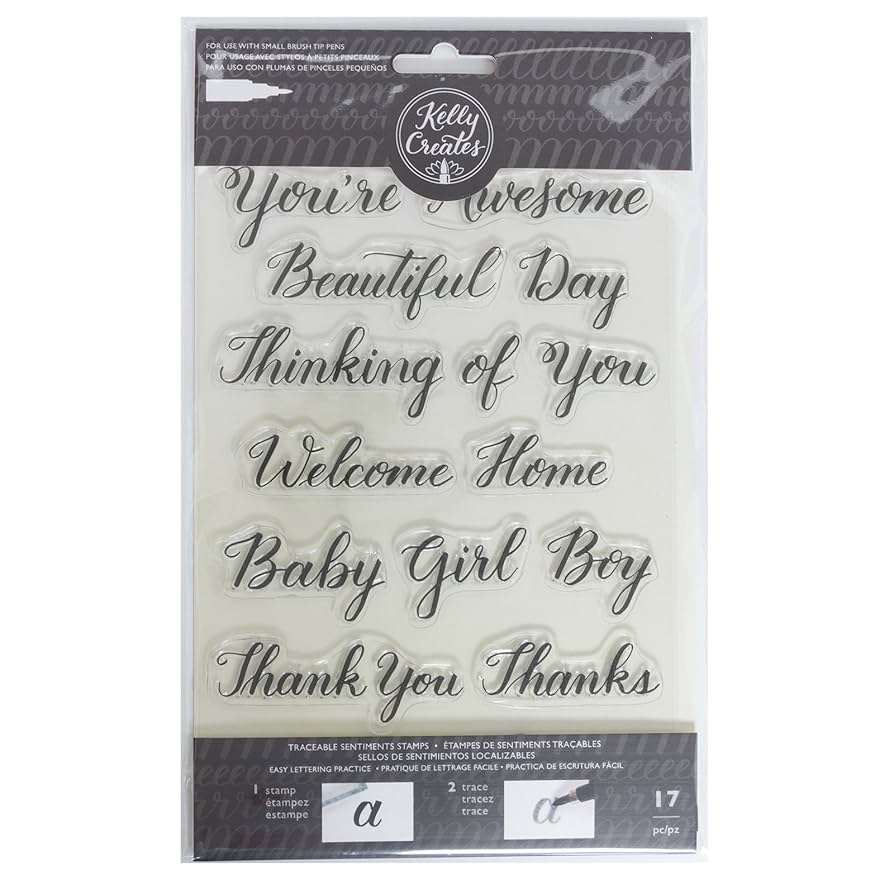 FOR USE WITH SMALL BRUSH TIP PENS
POUR USAGE AVEC STYLOS À PETITS PINCEAUX
PARA USO CON PLUMAS DE PINCELES PEQUEÑOS
Kelly
Creates
You're Awesome
Beautiful Day
Thinking of You
Welcome Home
Baby Girl Boy
Thank You Thanks
TRACEABLE SENTIMENTS STAMPS • ÉTAMPES DE SENTIMENTS TRAÇABLES
SELLOS DE SENTIMIENTOS LOCALIZABLES
EASY LETTERING PRACTICE • PRATIQUE DE LETTRAGE FACILE • PRÁCTICA DE ESCRITURA FÁCIL
1 stamp
étampez
estampe
a
2 trace
tracez
trace
a
17
pc/pz